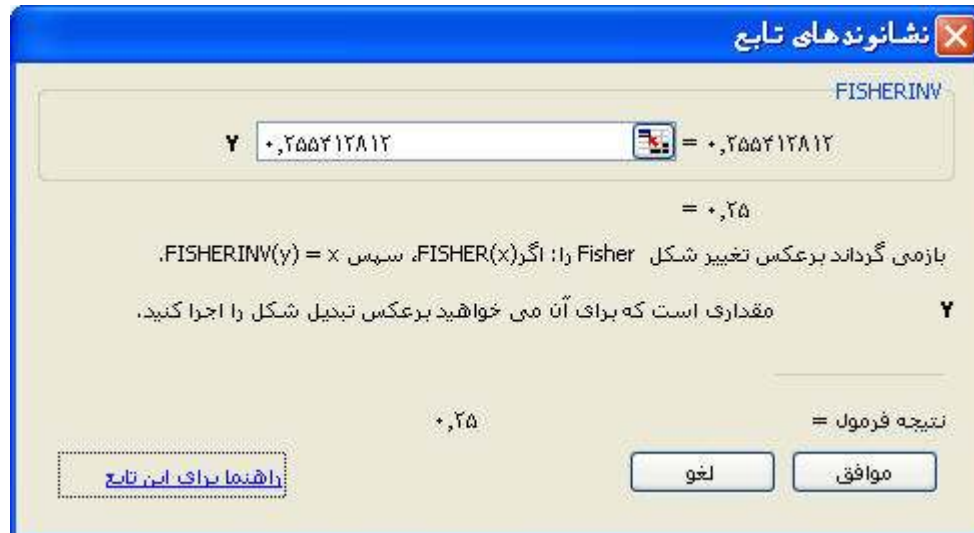 نشانوندهای تابع
FISHERINV
Y ۰,۲۵۵۴۱۲۸۱۲ = ۰,۲۵۵۴۱۲۸۱۲
= ۰,۲۵
بازمی گرداند برعکس تغییر شکل Fisher را: اگر FISHER(x)، سپس FISHERINV(y) = x.
Y مقداری است که برای آن می خواهید برعکس تبدیل شکل را اجرا کنید.
نتیجه فرمول = ۰,۲۵
موافق لغو راهنما برای این تابع